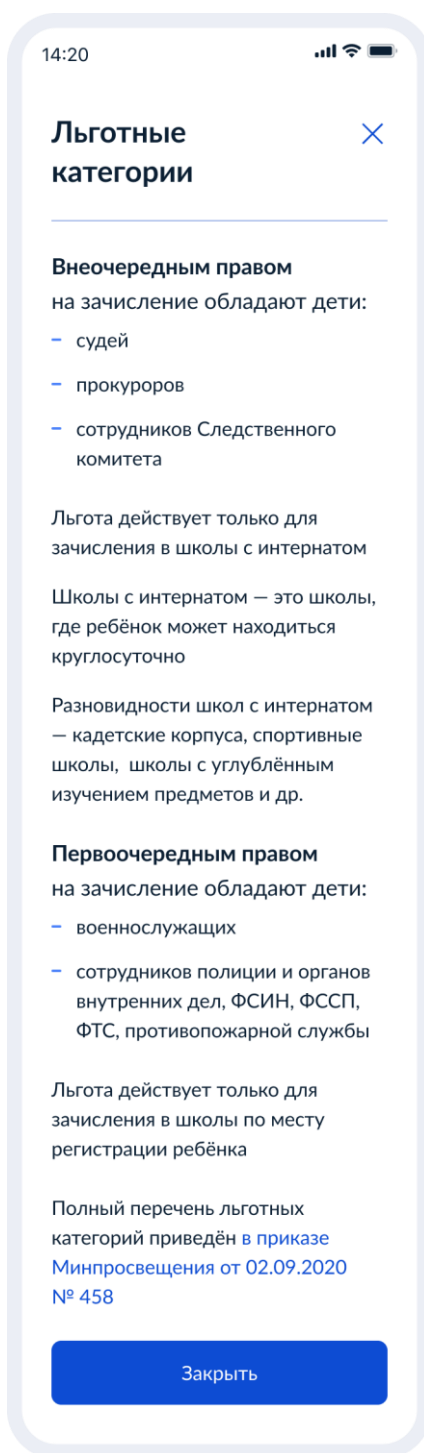 14:20
Льготные
категории
Внеочередным правом
на зачисление обладают дети:
– судей
– прокуроров
– сотрудников Следственного
комитета
Льгота действует только для
зачисления в школы с интернатом
Школы с интернатом — это школы,
где ребёнок может находиться
круглосуточно
Разновидности школ с интернатом
— кадетские корпуса, спортивные
школы,  школы с углублённым
изучением предметов и др.
Первоочередным правом
на зачисление обладают дети:
– военнослужащих
– сотрудников полиции и органов
внутренних дел, ФСИН, ФССП,
ФТС, противопожарной службы
Льгота действует только для
зачисления в школы по месту
регистрации ребёнка
Полный перечень льготных
категорий приведён в приказе
Минпросвещения от 02.09.2020
№ 458
Закрыть